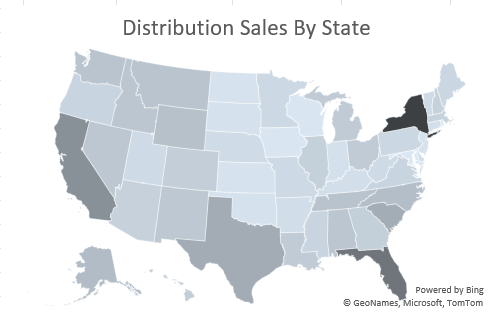 Distribution Sales By State
Powered by Bing
© GeoNames, Microsoft, TomTom